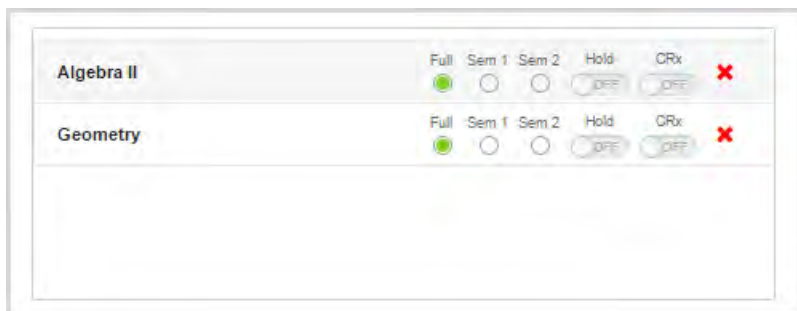 Full Sem 1 Sem 2 Hold CRx
Algebra II
OFF OFF
Full Sem 1 Sem 2 Hold CRx
Geometry
OFF OFF